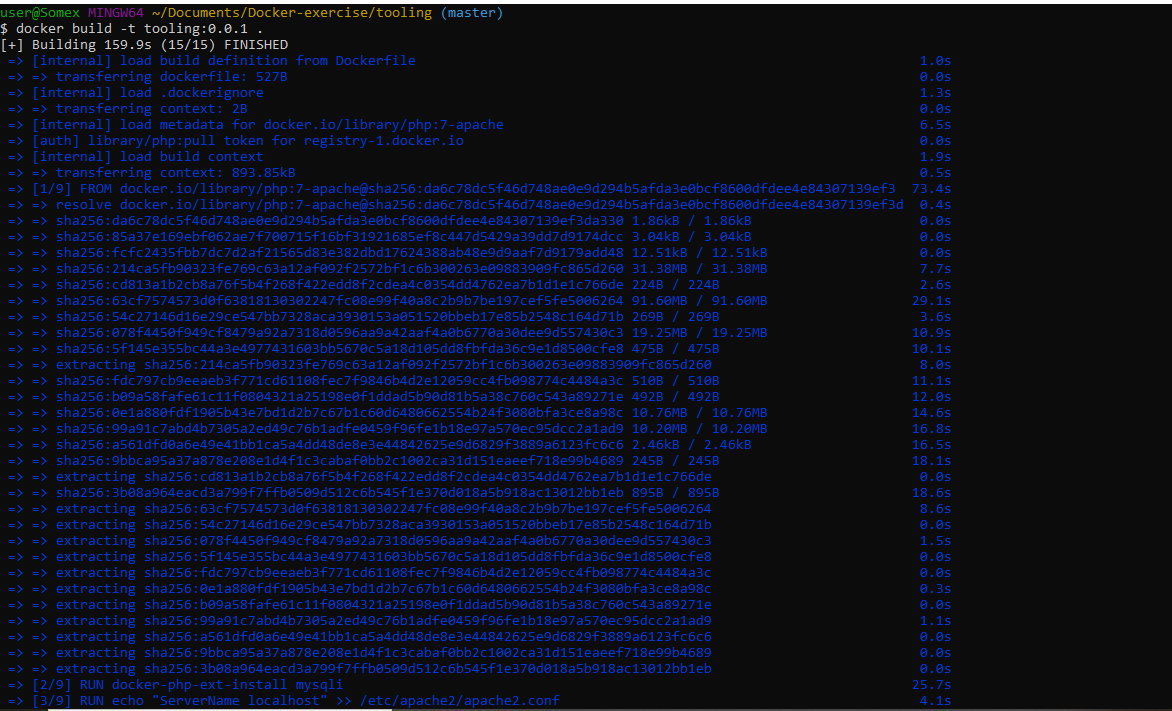 user@Somex MINGW64 ~/Documents/Docker-exercise/tooling (master)
$ docker build -t tooling:0.0.1 .
[+] Building 159.9s (15/15) FINISHED
=> [internal] load build definition from Dockerfile 1.0s
=> => transferring dockerfile: 527B 0.0s
=> [internal] load .dockerignore 1.3s
=> => transferring context: 2B 0.0s
=> [internal] load metadata for docker.io/library/php:7-apache 6.5s
=> [auth] library/php:pull token for registry-1.docker.io 0.0s
=> [internal] load build context 1.9s
=> => transferring context: 893.85kB 0.5s
=> [1/9] FROM docker.io/library/php:7-apache@sha256:da6c78dc5f46d748ae0e9d294b5afda3e0bcf8600dfdee4e84307139ef3 73.4s
=> => resolve docker.io/library/php:7-apache@sha256:da6c78dc5f46d748ae0e9d294b5afda3e0bcf8600dfdee4e84307139ef3d 0.4s
=> => sha256:da6c78dc5f46d748ae0e9d294b5afda3e0bcf8600dfdee4e84307139ef3da330 1.86kB / 1.86kB 0.0s
=> => sha256:85a37e169ebf062ae7f700715f16bf31921685ef8c447d5429a39dd7d9174dcc 3.04kB / 3.04kB 0.0s
=> => sha256:fcfc2435fbb7dc7d2af21565d83e382dbd17624388ab48e9d9aaf7d9179add48 12.51kB / 12.51kB 0.0s
=> => sha256:214ca5fb90323fe769c63a12af092f2572bf1c6b300263e09883909fc865d260 31.38MB / 31.38MB 7.7s
=> => sha256:cd813a1b2cb8a76f5b4f268f422edd8f2cdea4c0354dd4762ea7b1d1e1c766de 224B / 224B 2.6s
=> => sha256:63cf7574573d0f63818130302247fc08e99f40a8c2b9b7be197cef5fe5006264 91.60MB / 91.60MB 29.1s
=> => sha256:54c27146d16e29ce547bb7328aca3930153a051520bbeb17e85b2548c164d71b 269B / 269B 3.6s
=> => sha256:078f4450f949cf8479a92a7318d0596aa9a42aaf4a0b6770a30dee9d557430c3 19.25MB / 19.25MB 10.9s
=> => sha256:5f145e355bc44a3e4977431603bb5670c5a18d105dd8fbfda36c9e1d8500cfe8 475B / 475B 10.1s
=> => extracting sha256:214ca5fb90323fe769c63a12af092f2572bf1c6b300263e09883909fc865d260 8.0s
=> => sha256:fdc797cb9eeaeb3f771cd61108fec7f9846b4d2e12059cc4fb098774c4484a3c 510B / 510B 11.1s
=> => sha256:b09a58fafe61c11f0804321a25198e0f1ddad5b90d81b5a38c760c543a89271e 492B / 492B 12.0s
=> => sha256:0e1a880fdf1905b43e7bd1d2b7c67b1c60d6480662554b24f3080bfa3ce8a98c 10.76MB / 10.76MB 14.6s
=> => sha256:99a91c7abd4b7305a2ed49c76b1adfe0459f96fe1b18e97a570ec95dcc2a1ad9 10.20MB / 10.20MB 16.8s
=> => sha256:a561dfd0a6e49e41bb1ca5a4dd48de8e3e44842625e9d6829f3889a6123fc6c6 2.46kB / 2.46kB 16.5s
=> => sha256:9bbca95a37a878e208e1d4f1c3cabaf0bb2c1002ca31d151eaeef718e99b4689 245B / 245B 18.1s
=> => extracting sha256:cd813a1b2cb8a76f5b4f268f422edd8f2cdea4c0354dd4762ea7b1d1e1c766de 0.0s
=> => sha256:3b08a964eacd3a799f7ffb0509d512c6b545f1e370d018a5b918ac13012bb1eb 895B / 895B 18.6s
=> => extracting sha256:63cf7574573d0f63818130302247fc08e99f40a8c2b9b7be197cef5fe5006264 8.6s
=> => extracting sha256:54c27146d16e29ce547bb7328aca3930153a051520bbeb17e85b2548c164d71b 0.0s
=> => extracting sha256:078f4450f949cf8479a92a7318d0596aa9a42aaf4a0b6770a30dee9d557430c3 1.5s
=> => extracting sha256:5f145e355bc44a3e4977431603bb5670c5a18d105dd8fbfda36c9e1d8500cfe8 0.0s
=> => extracting sha256:fdc797cb9eeaeb3f771cd61108fec7f9846b4d2e12059cc4fb098774c4484a3c 0.0s
=> => extracting sha256:0e1a880fdf1905b43e7bd1d2b7c67b1c60d6480662554b24f3080bfa3ce8a98c 0.3s
=> => extracting sha256:b09a58fafe61c11f0804321a25198e0f1ddad5b90d81b5a38c760c543a89271e 0.0s
=> => extracting sha256:99a91c7abd4b7305a2ed49c76b1adfe0459f96fe1b18e97a570ec95dcc2a1ad9 1.1s
=> => extracting sha256:a561dfd0a6e49e41bb1ca5a4dd48de8e3e44842625e9d6829f3889a6123fc6c6 0.0s
=> => extracting sha256:9bbca95a37a878e208e1d4f1c3cabaf0bb2c1002ca31d151eaeef718e99b4689 0.0s
=> => extracting sha256:3b08a964eacd3a799f7ffb0509d512c6b545f1e370d018a5b918ac13012bb1eb 0.0s
=> [2/9] RUN docker-php-ext-install mysqli 25.7s
=> [3/9] RUN echo "ServerName localhost" >> /etc/apache2/apache2.conf 4.1s